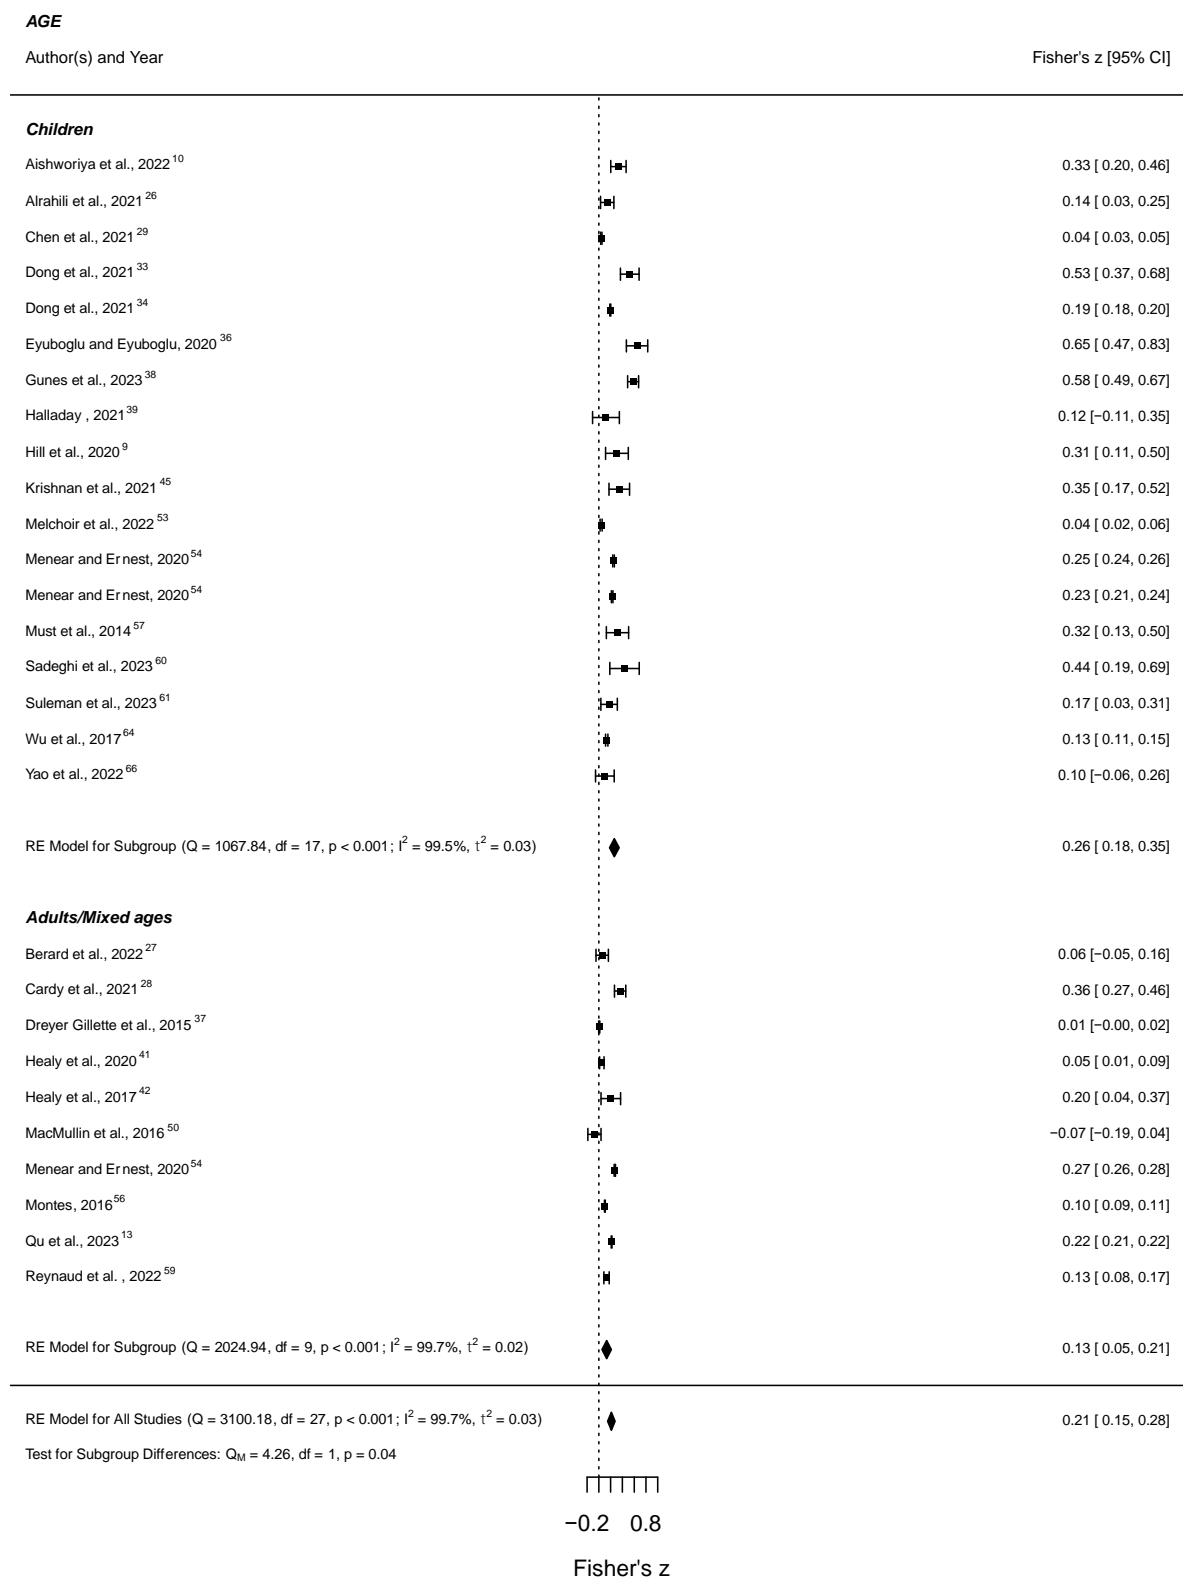 AGE
Author(s) and Year Fisher's z [95% CI]
Children
Aishworiya et al., 2022 10 0.33 [ 0.20, 0.46]
Alrahili et al., 2021 26 0.14 [ 0.03, 0.25]
Chen et al., 2021 29 0.04 [ 0.03, 0.05]
Dong et al., 2021 33 0.53 [ 0.37, 0.68]
Dong et al., 2021 34 0.19 [ 0.18, 0.20]
Eyuboglu and Eyuboglu, 2020 36 0.65 [ 0.47, 0.83]
Gunes et al., 2023 38 0.58 [ 0.49, 0.67]
Halladay , 2021 39 0.12 [−0.11, 0.35]
Hill et al., 2020 9 0.31 [ 0.11, 0.50]
Krishnan et al., 2021 45 0.35 [ 0.17, 0.52]
Melchoir et al., 2022 53 0.04 [ 0.02, 0.06]
Menear and Ernest, 2020 54 0.25 [ 0.24, 0.26]
Menear and Ernest, 2020 54 0.23 [ 0.21, 0.24]
Must et al., 2014 57 0.32 [ 0.13, 0.50]
Sadeghi et al., 2023 60 0.44 [ 0.19, 0.69]
Suleman et al., 2023 61 0.17 [ 0.03, 0.31]
Wu et al., 2017 64 0.13 [ 0.11, 0.15]
Yao et al., 2022 66 0.10 [−0.06, 0.26]
RE Model for Subgroup (Q = 1067.84, df = 17, p < 0.001; I² = 99.5%, τ² = 0.03) 0.26 [ 0.18, 0.35]
Adults/Mixed ages
Berard et al., 2022 27 0.06 [−0.05, 0.16]
Cardy et al., 2021 28 0.36 [ 0.27, 0.46]
Dreyer Gillette et al., 2015 37 0.01 [−0.00, 0.02]
Healy et al., 2020 41 0.05 [ 0.01, 0.09]
Healy et al., 2017 42 0.20 [ 0.04, 0.37]
MacMullin et al., 2016 50 −0.07 [−0.19, 0.04]
Menear and Ernest, 2020 54 0.27 [ 0.26, 0.28]
Montes, 2016 56 0.10 [ 0.09, 0.11]
Qu et al., 2023 13 0.22 [ 0.21, 0.22]
Reynaud et al. , 2022 59 0.13 [ 0.08, 0.17]
RE Model for Subgroup (Q = 2024.94, df = 9, p < 0.001; I² = 99.7%, τ² = 0.02) 0.13 [ 0.05, 0.21]
RE Model for All Studies (Q = 3100.18, df = 27, p < 0.001; I² = 99.7%, τ² = 0.03) 0.21 [ 0.15, 0.28]
Test for Subgroup Differences: Q_M = 4.26, df = 1, p = 0.04
−0.2 0.8
Fisher's z